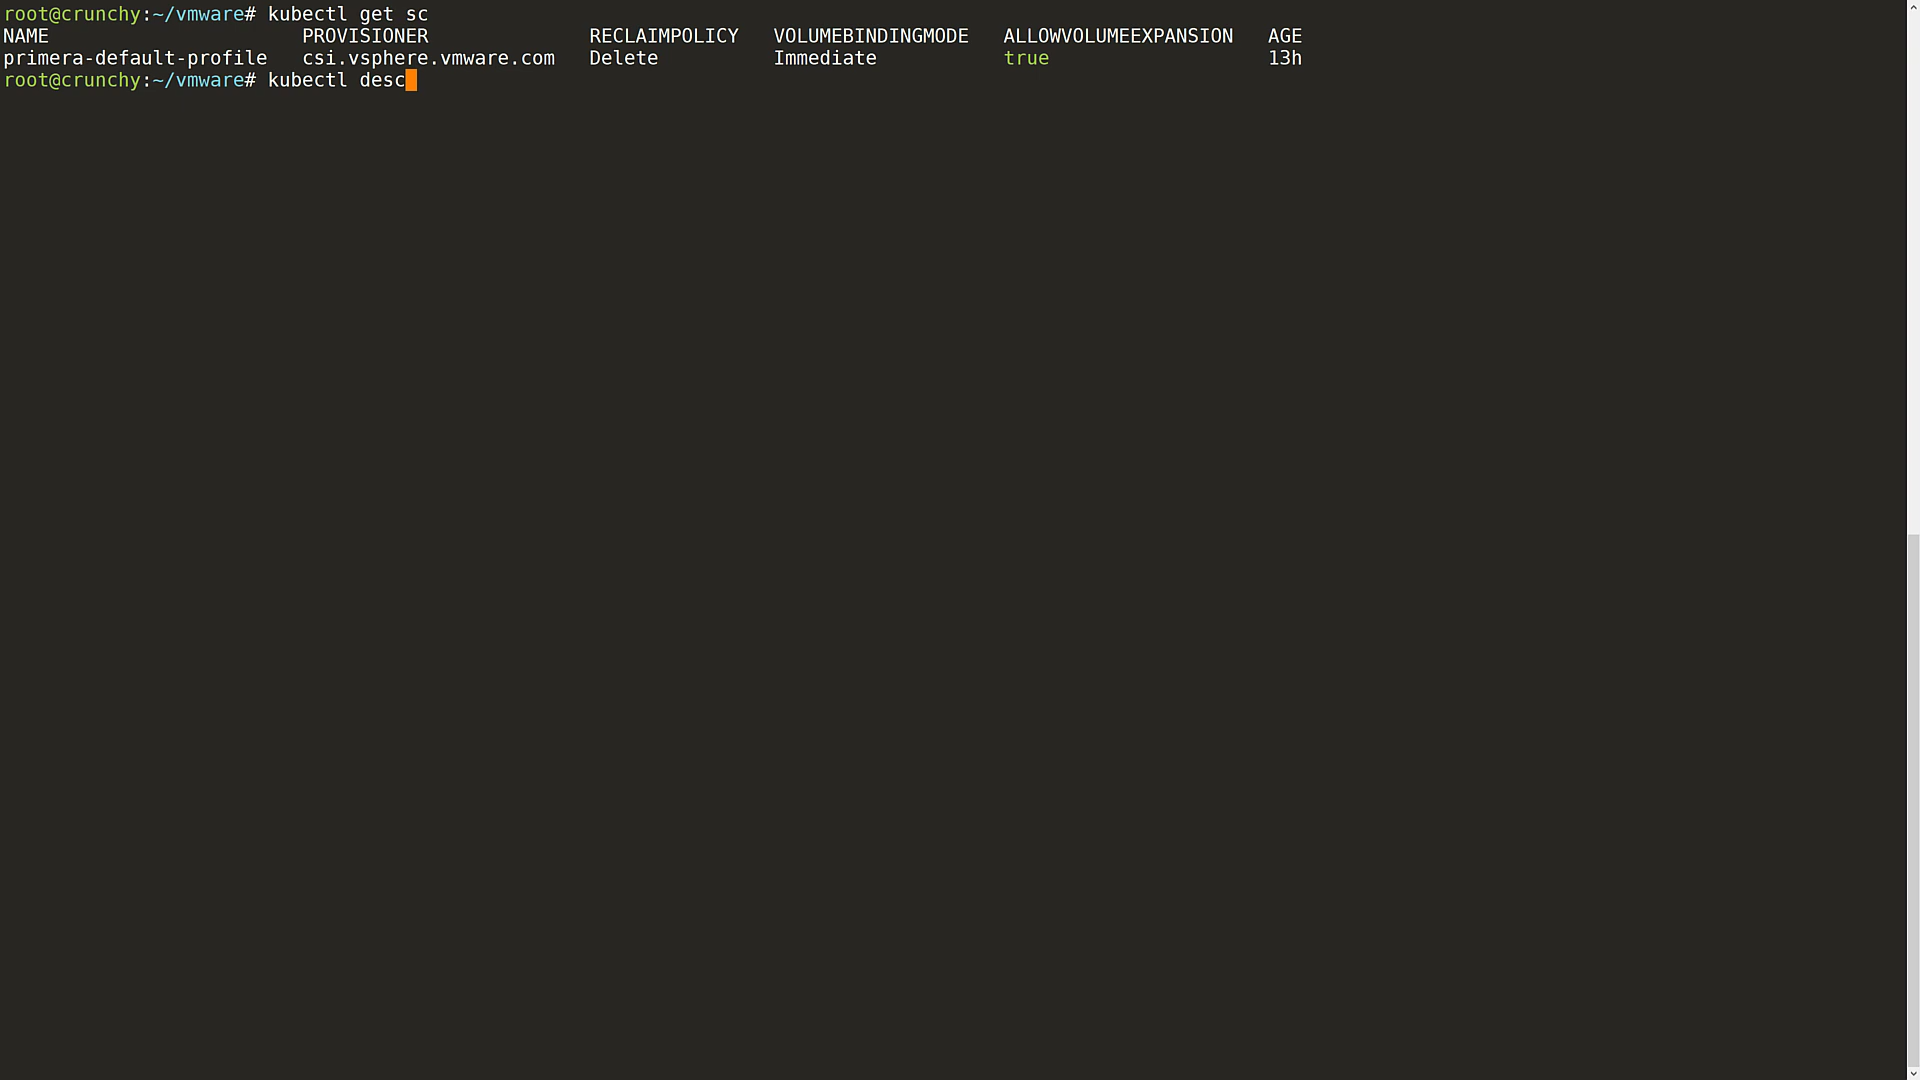 root@crunchy:~/vmware# kubectl get sc
NAME                      PROVISIONER              RECLAIMPOLICY   VOLUMEBINDINGMODE   ALLOWVOLUMEEXPANSION   AGE
primera-default-profile   csi.vsphere.vmware.com   Delete          Immediate           true                   13h
root@crunchy:~/vmware# kubectl desc